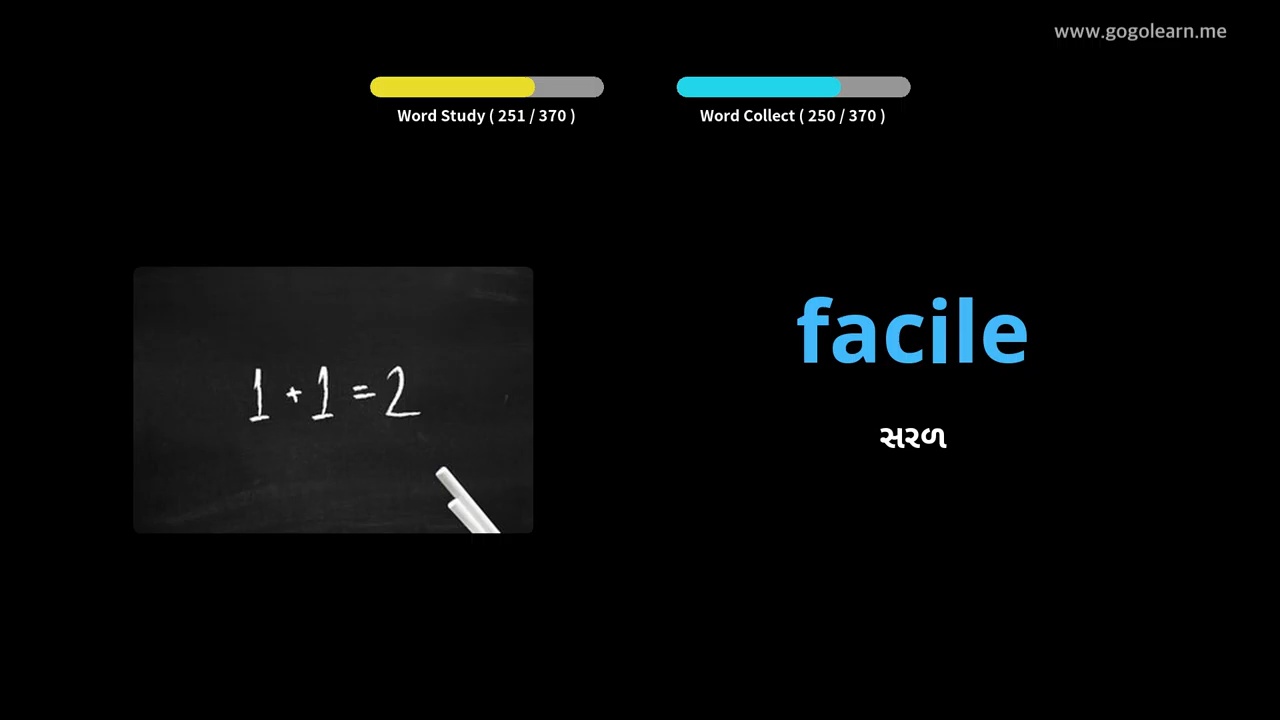 www.gogolearn.me
Word Study ( 251 / 370 )
Word Collect ( 250 / 370 )
1 + 1 = 2
facile
સરળ